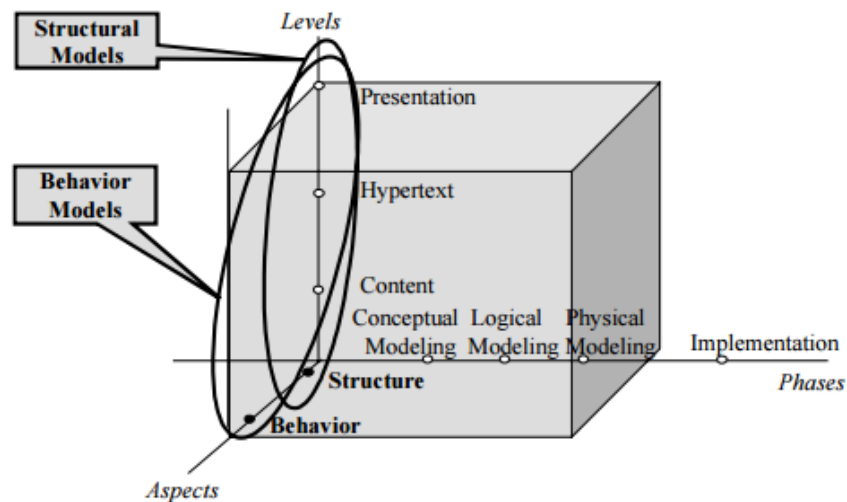 Structural
Models
Levels
Presentation
Behavior
Models
Hypertext
Content
Conceptual
Modeling
Logical
Modeling
Physical
Modeling
Implementation
Phases
Structure
Behavior
Aspects